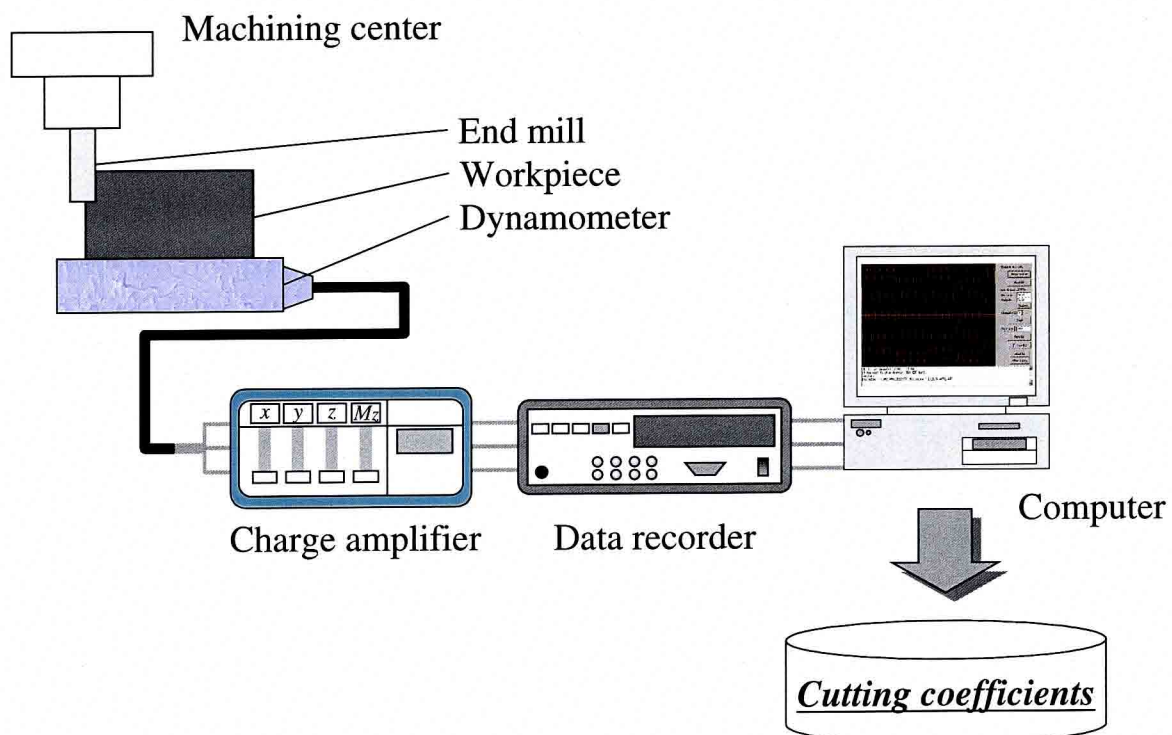 Machining center
End mill
Workpiece
Dynamometer
x y z Mz
Charge amplifier
Data recorder
Computer
Cutting coefficients